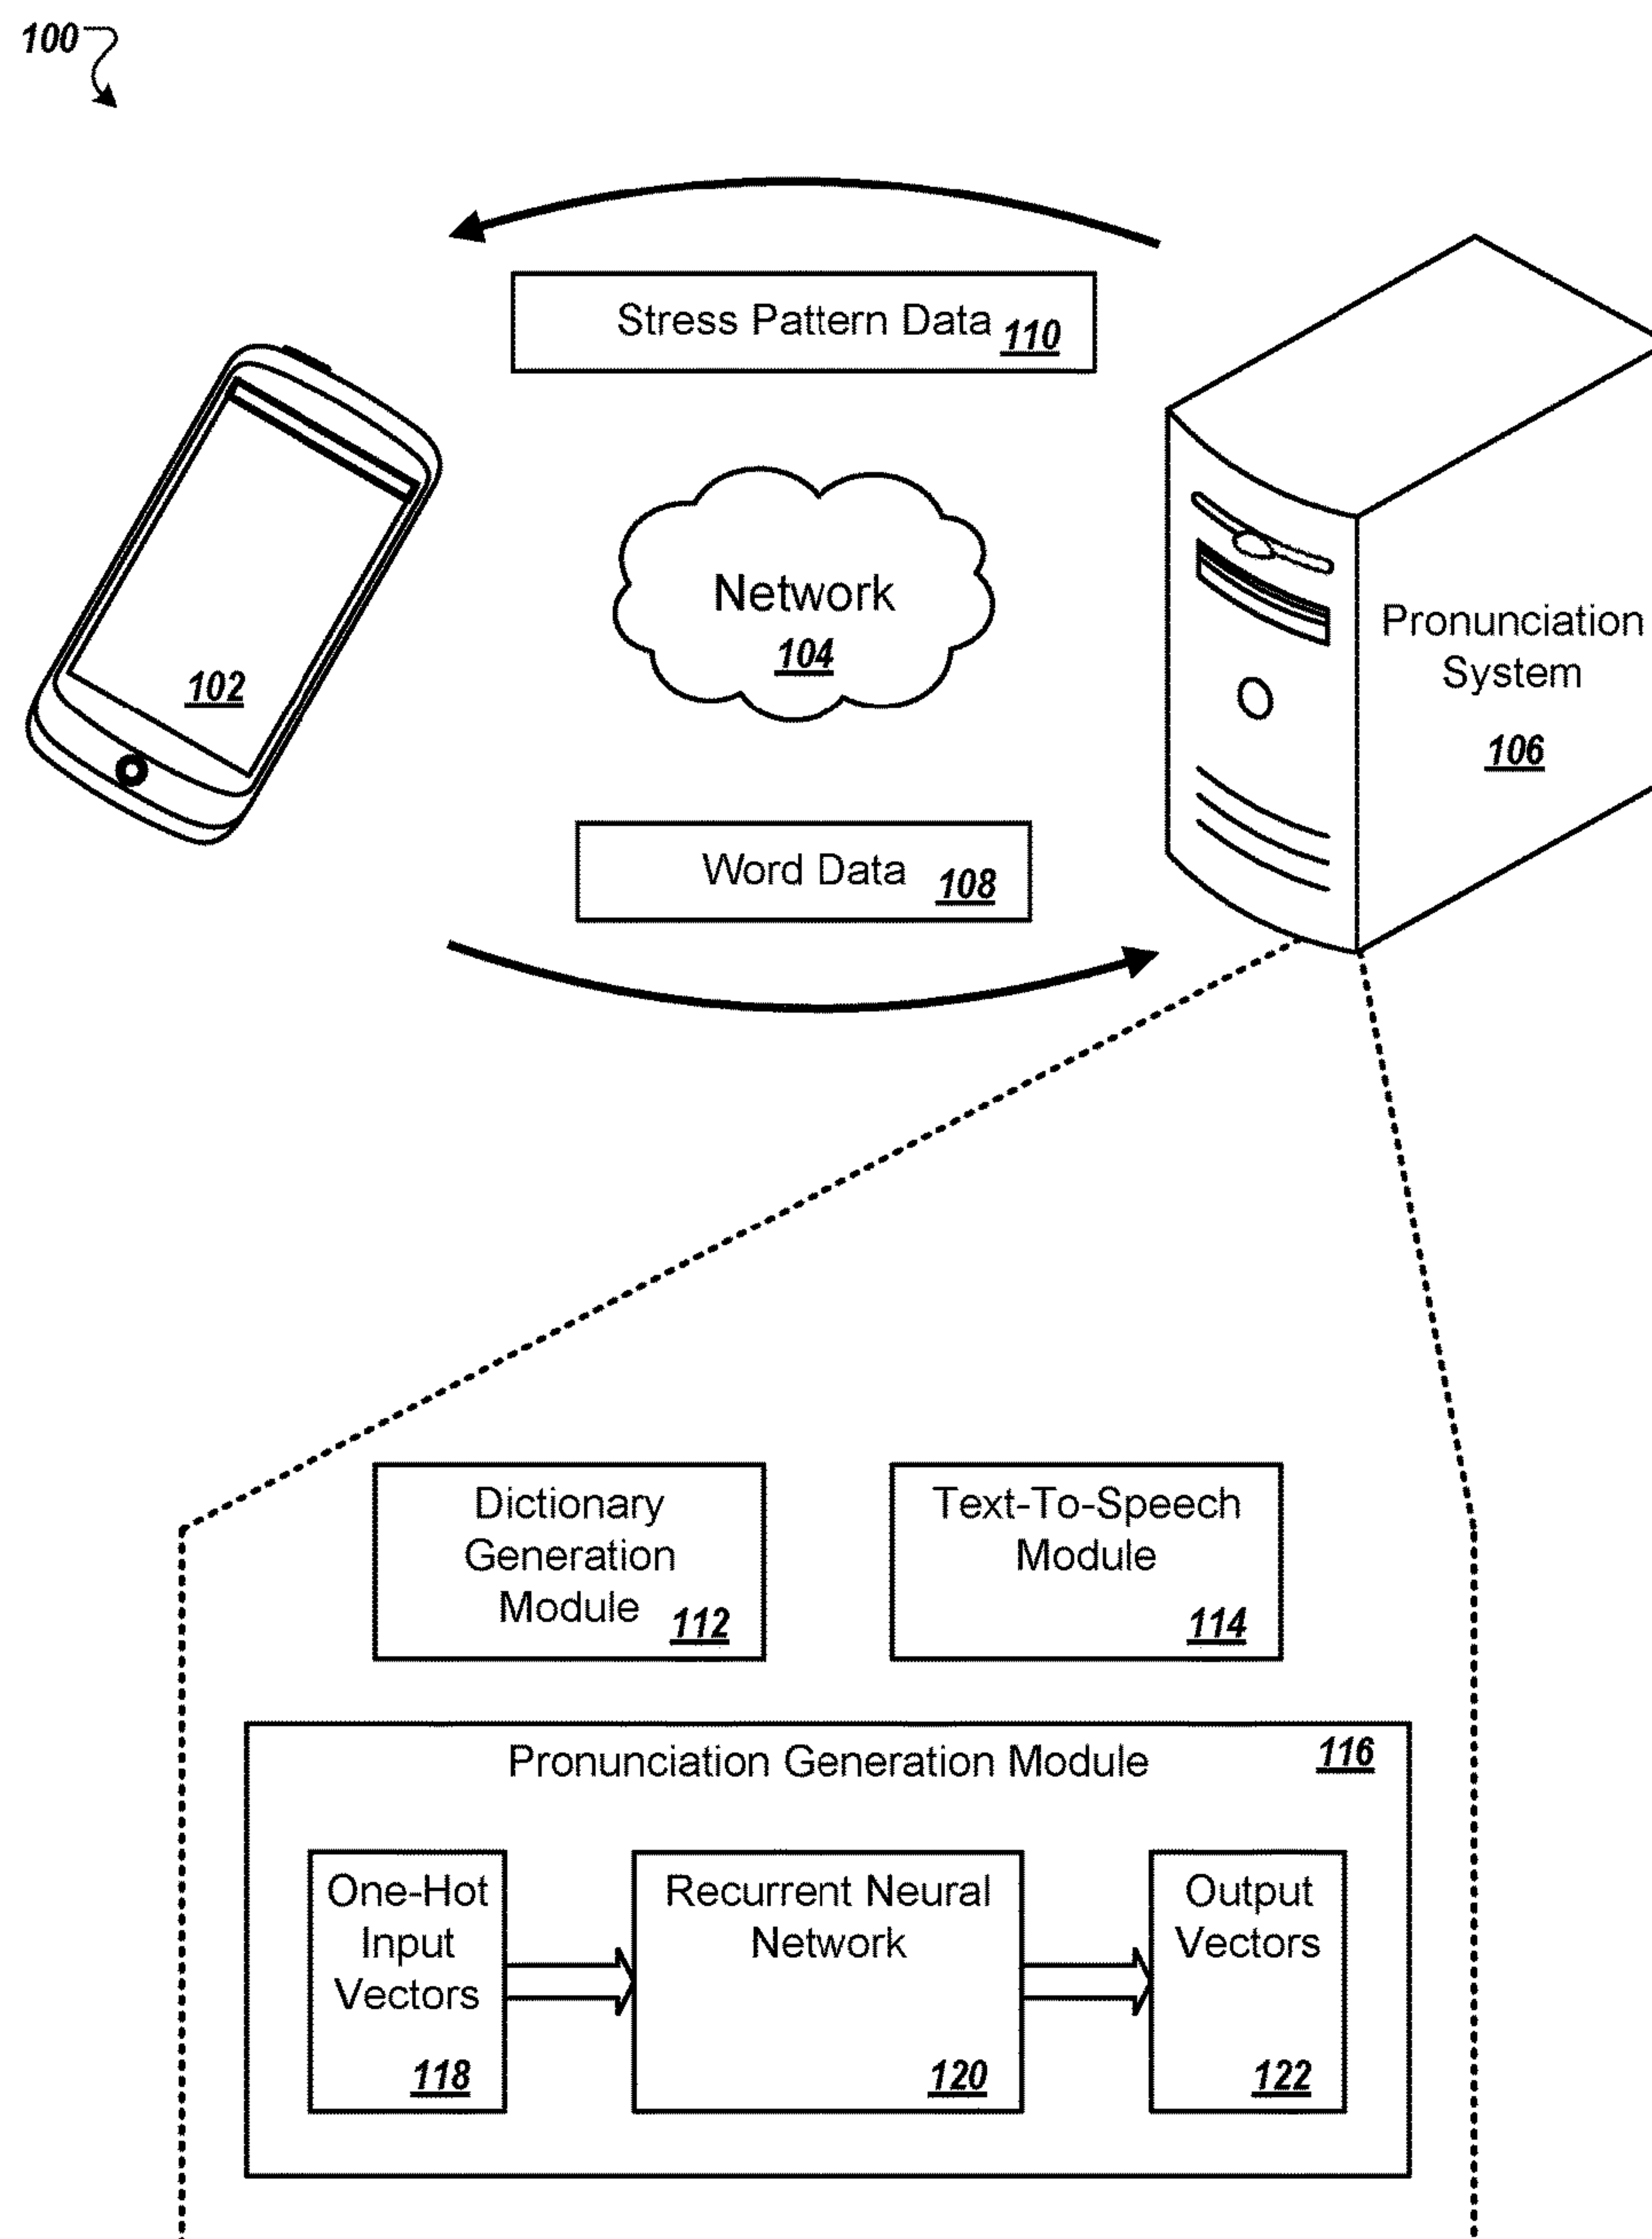 100
Stress Pattern Data 110
Network
104
102
Pronunciation
System
106
Word Data 108
Dictionary
Generation
Module 112
Text-To-Speech
Module
114
Pronunciation Generation Module 116
One-Hot
Input
Vectors
118
Recurrent Neural
Network
120
Output
Vectors
122